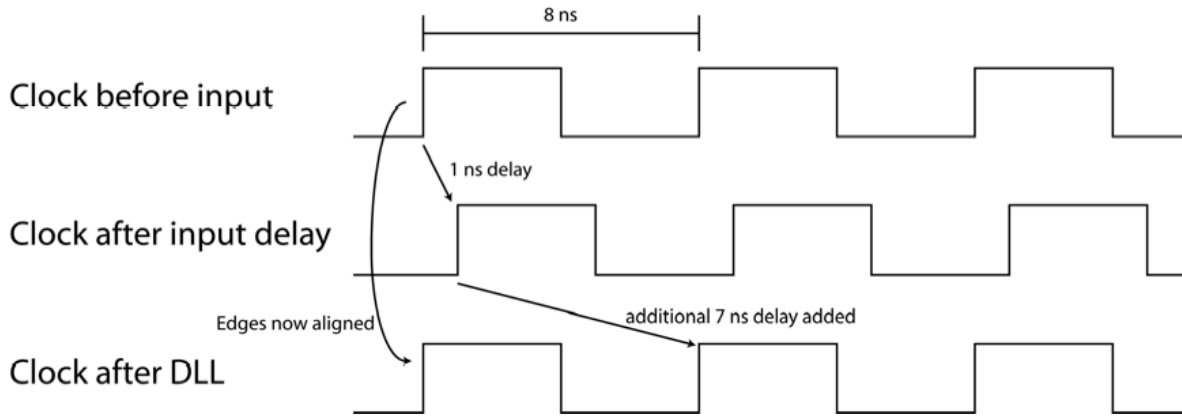 8 ns
Clock before input
1 ns delay
Clock after input delay
additional 7 ns delay added
Edges now aligned
Clock after DLL